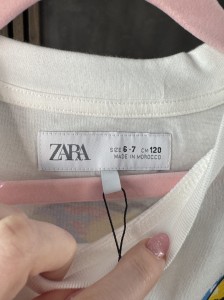 ZARA
SIZE 6-7 CM 120
MADE IN MOROCCO